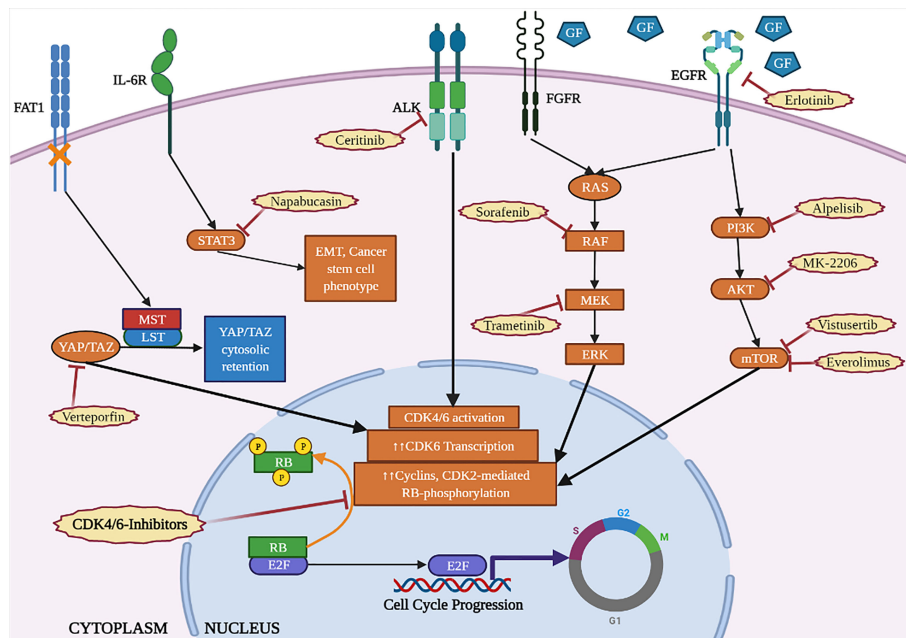 GF
GF
GF
GF
EGFR
IL-6R
FAT1
FGFR
ALK
Erlotinib
Ceritinib
RAS
Napabucasin
Sorafenib
Alpelisib
STAT3
RAF
PI3K
EMT, Cancer
stem cell
phenotype
MK-2206
AKT
MEK
MST
LST
Trametinib
Vistusertib
YAP/TAZ
YAP/TAZ
cytosolic
retention
ERK
mTOR
Everolimus
Verteporfin
CDK4/6 activation
↑↑CDK6 Transcription
↑↑Cyclins, CDK2-mediated
RB-phosphorylation
P
P
RB
P
CDK4/6-Inhibitors
RB
E2F
E2F
Cell Cycle Progression
G2
S
M
G1
CYTOPLASM
NUCLEUS